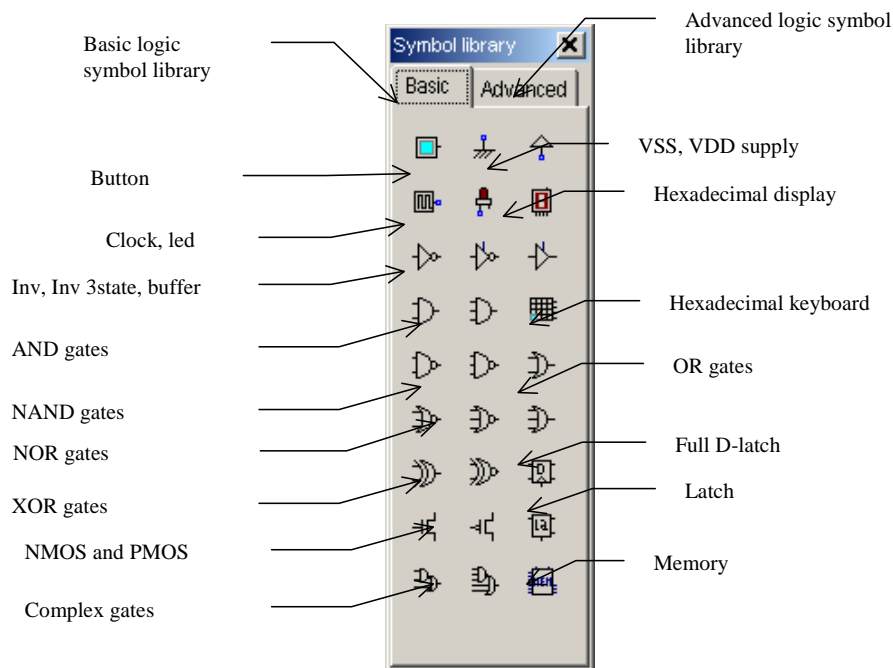 Advanced logic symbol
library
Basic logic
symbol library
Symbol library
Basic
Advanced
VSS, VDD supply
Button
Hexadecimal display
Clock, led
Inv, Inv 3state, buffer
Hexadecimal keyboard
AND gates
OR gates
NAND gates
NOR gates
Full D-latch
D
Latch
XOR gates
NMOS and PMOS
Memory
MEM
Complex gates